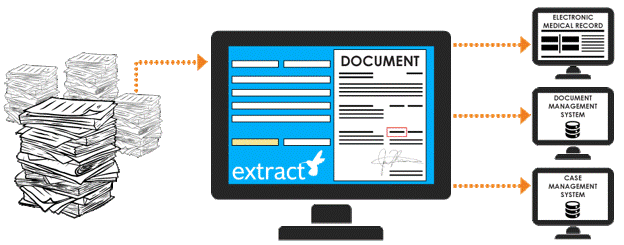 DOCUMENT
extract
ELECTRONIC
MEDICAL RECORD
DOCUMENT
MANAGEMENT
SYSTEM
CASE
MANAGEMENT
SYSTEM